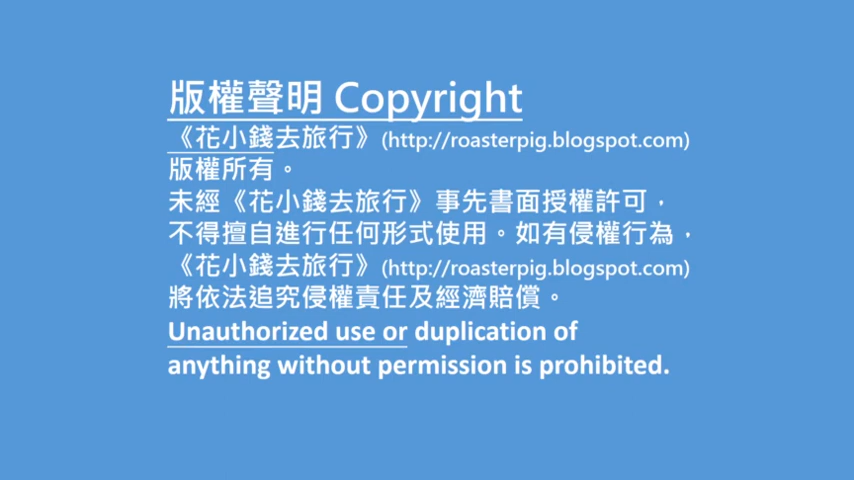 版權聲明 Copyright
《花小錢去旅行》(http://roasterpig.blogspot.com)
版權所有。
未經《花小錢去旅行》事先書面授權許可，
不得擅自進行任何形式使用。如有侵權行為，
《花小錢去旅行》(http://roasterpig.blogspot.com)
將依法追究侵權責任及經濟賠償。
Unauthorized use or duplication of
anything without permission is prohibited.